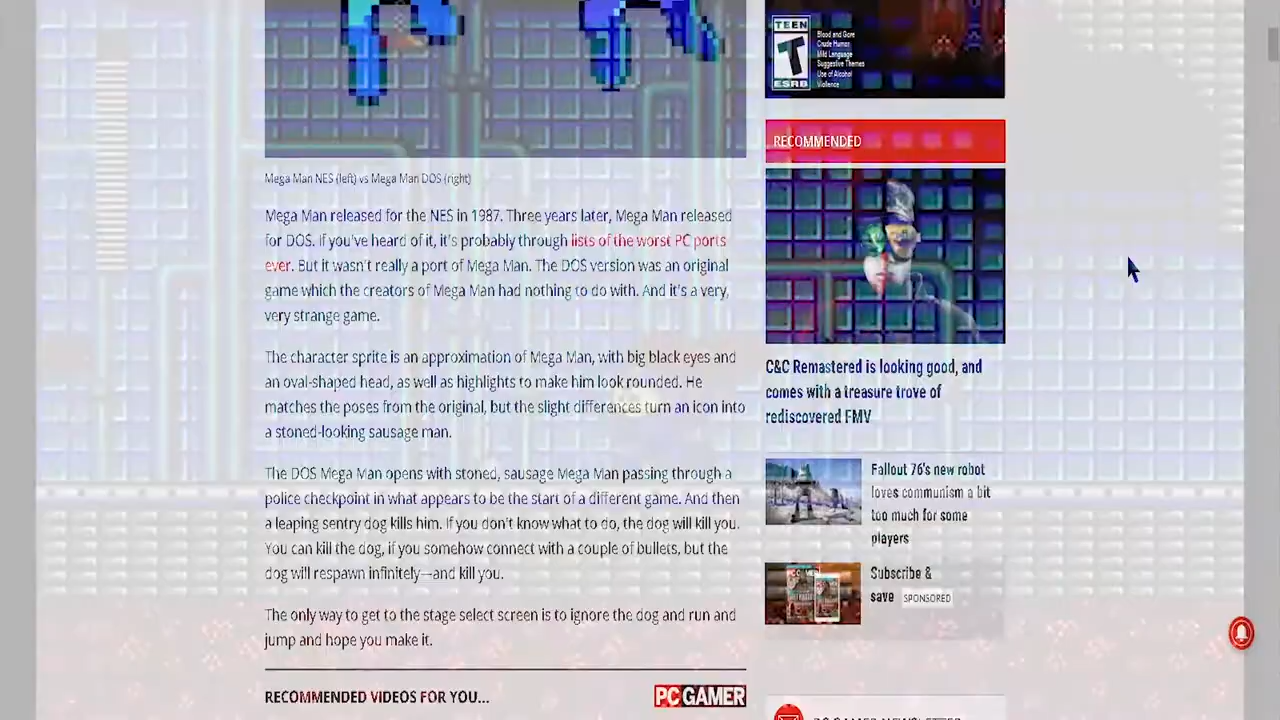 TEEN
T
ESRB
Blood and Gore
Crude Humor
Mild Language
Suggestive Themes
Use of Alcohol
Violence
RECOMMENDED
Mega Man NES (left) vs Mega Man DOS (right)
Mega Man released for the NES in 1987. Three years later, Mega Man released
for DOS. If you've heard of it, it's probably through lists of the worst PC ports
ever. But it wasn't really a port of Mega Man. The DOS version was an original
game which the creators of Mega Man had nothing to do with. And it's a very,
very strange game.
The character sprite is an approximation of Mega Man, with big black eyes and
an oval-shaped head, as well as highlights to make him look rounded. He
matches the poses from the original, but the slight differences turn an icon into
a stoned-looking sausage man.
The DOS Mega Man opens with stoned, sausage Mega Man passing through a
police checkpoint in what appears to be the start of a different game. And then
a leaping sentry dog kills him. If you don't know what to do, the dog will kill you.
You can kill the dog, if you somehow connect with a couple of bullets, but the
dog will respawn infinitely—and kill you.
The only way to get to the stage select screen is to ignore the dog and run and
jump and hope you make it.
RECOMMENDED VIDEOS FOR YOU...
PC GAMER
C&C Remastered is looking good, and
comes with a treasure trove of
rediscovered FMV
Fallout 76's new robot
loves communism a bit
too much for some
players
Subscribe &
save SPONSORED
PC GAMER NEWSLETTER